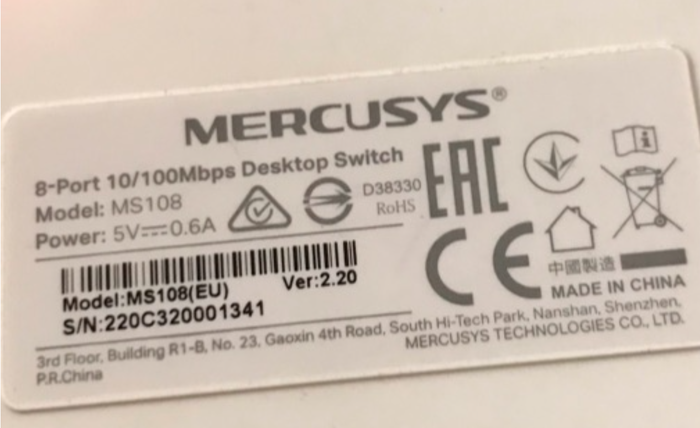 MERCUSYS®
8-Port 10/100Mbps Desktop Switch
Model: MS108
Power: 5V⎓0.6A
D38330
RoHS
EAC
CE
中國製造
MADE IN CHINA
Model:MS108(EU) Ver:2.20
S/N:220C320001341
3rd Floor, Building R1-B, No. 23, Gaoxin 4th Road, South Hi-Tech Park, Nanshan, Shenzhen,
P.R.China
MERCUSYS TECHNOLOGIES CO., LTD.